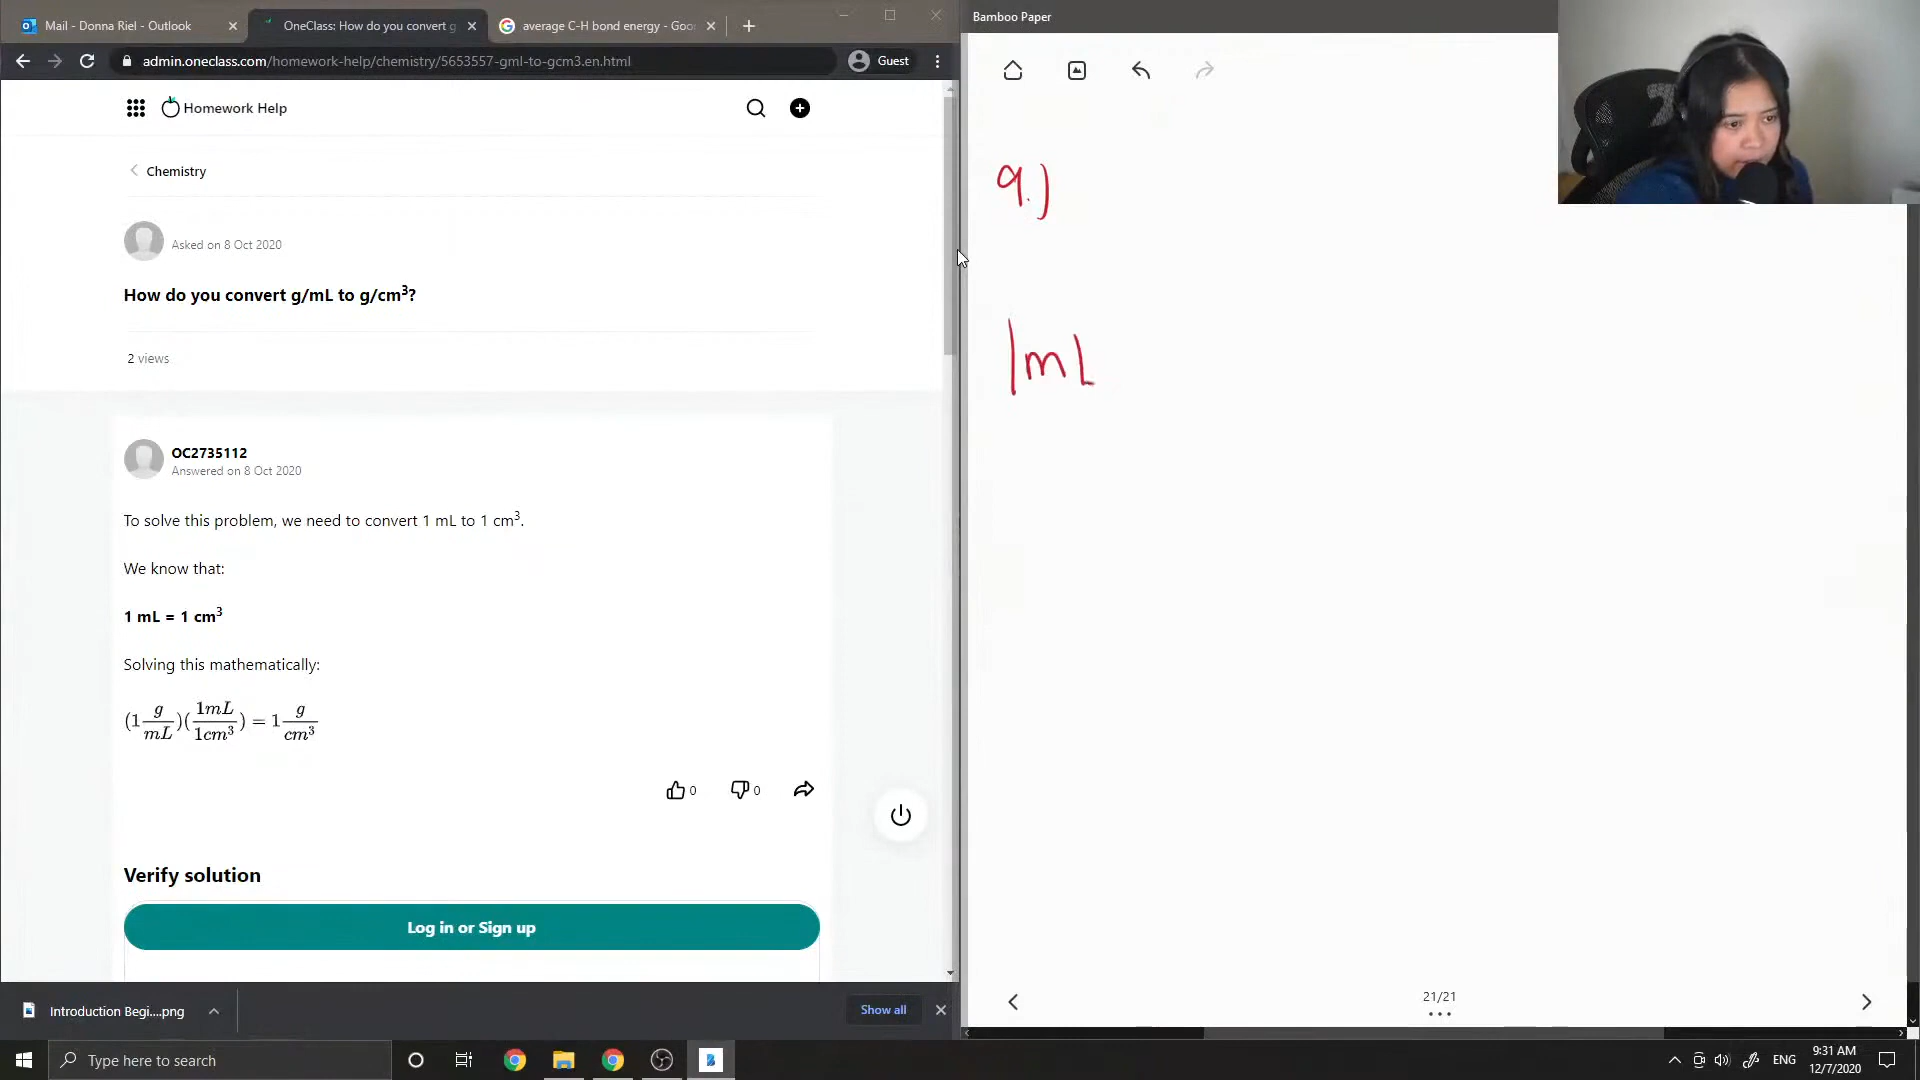 Mail - Donna Riel - Outlook
OneClass: How do you convert g
average C-H bond energy - Goo
Bamboo Paper
admin.oneclass.com/homework-help/chemistry/5653557-gml-to-gcm3.en.html
Guest
Homework Help
Chemistry
Asked on 8 Oct 2020
How do you convert g/mL to g/cm³?
2 views
OC2735112
Answered on 8 Oct 2020
To solve this problem, we need to convert 1 mL to 1 cm³.
We know that:
1 mL = 1 cm³
Solving this mathematically:
(1 g/mL)(1mL/1cm³) = 1 g/cm³
0
0
Verify solution
Log in or Sign up
9.)
1mL
21/21
Introduction Begi....png
Show all
Type here to search
ENG
9:31 AM
12/7/2020